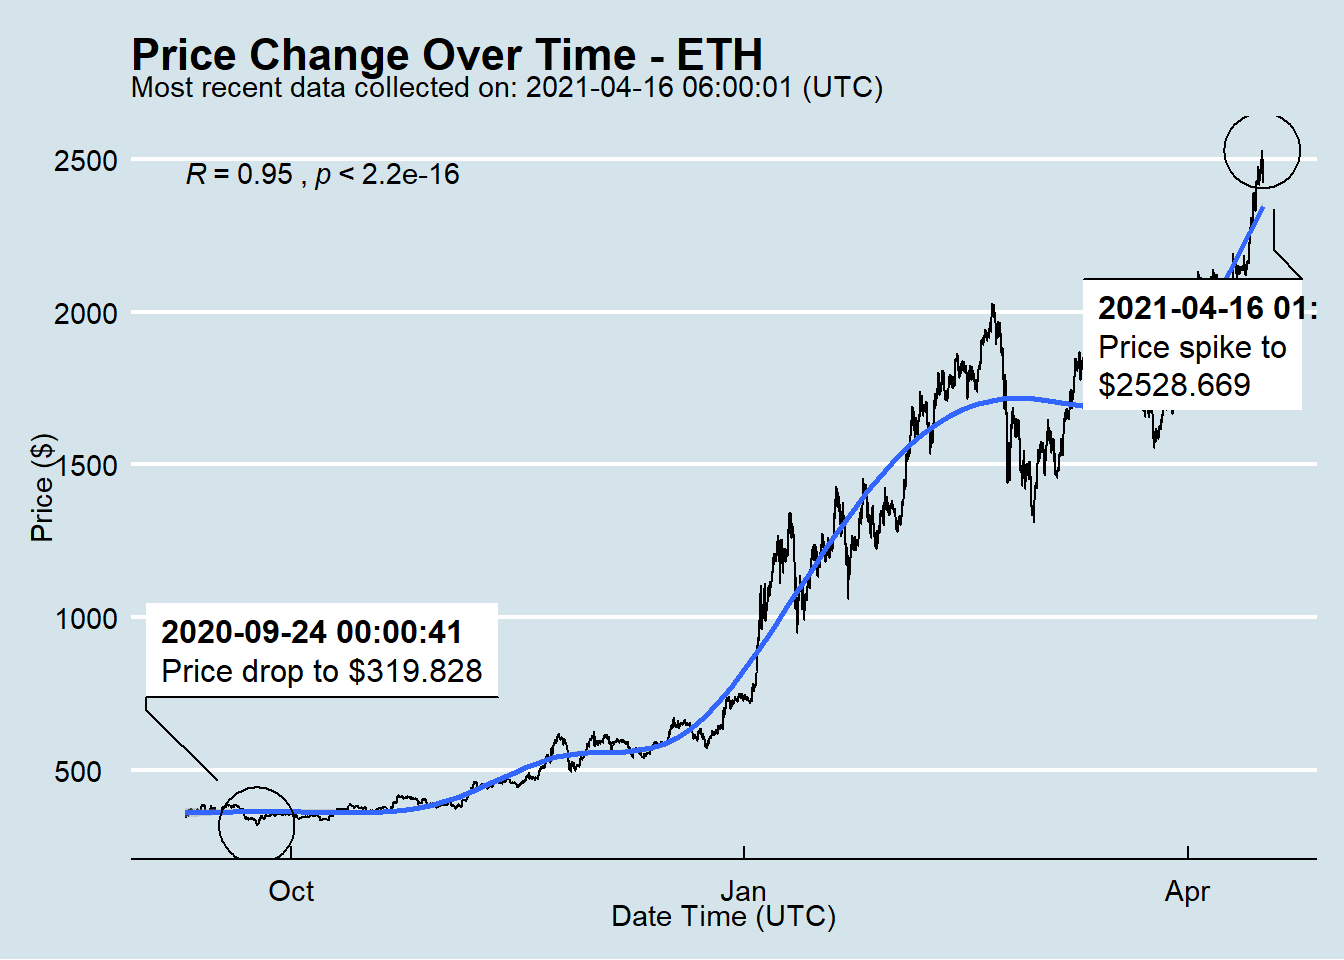 Price Change Over Time - ETH
Most recent data collected on: 2021-04-16 06:00:01 (UTC)
R = 0.95 , p < 2.2e-16
2500
2000
1500
1000
500
Price ($)
2021-04-16 01:
Price spike to
$2528.669
2020-09-24 00:00:41
Price drop to $319.828
Oct
Jan
Apr
Date Time (UTC)